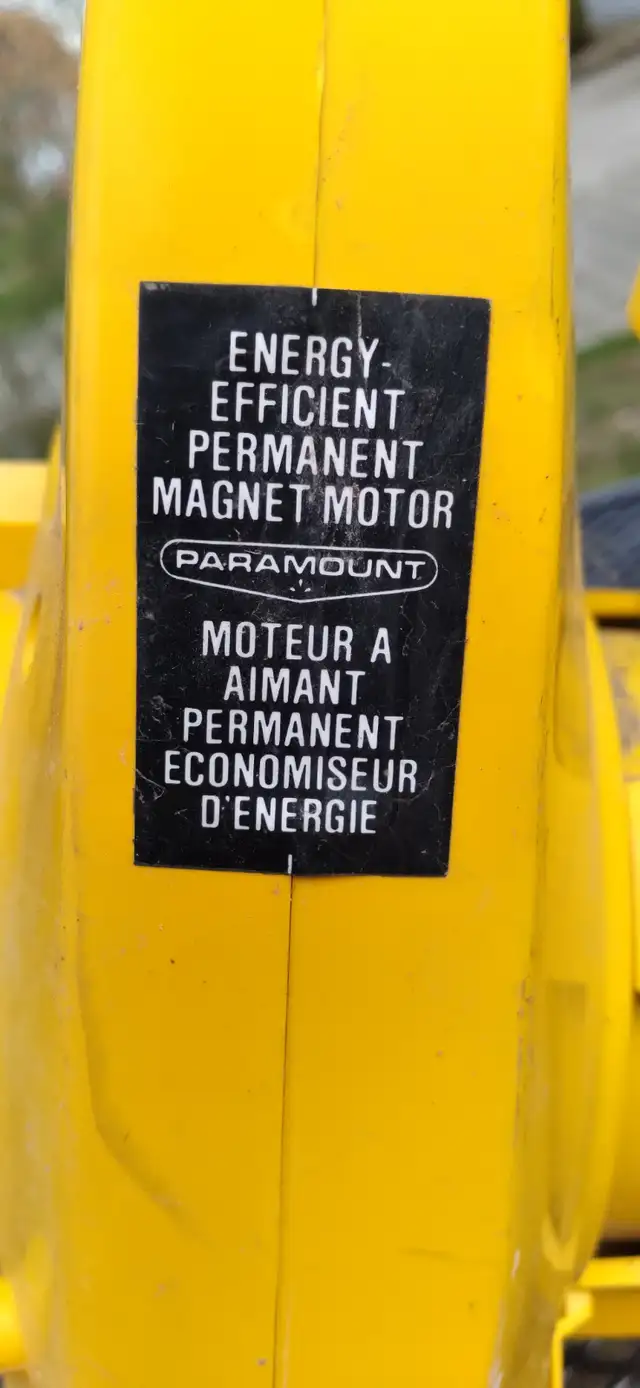 ENERGY-
EFFICIENT
PERMANENT
MAGNET MOTOR
PARAMOUNT
MOTEUR A
AIMANT
PERMANENT
ECONOMISEUR
D'ENERGIE